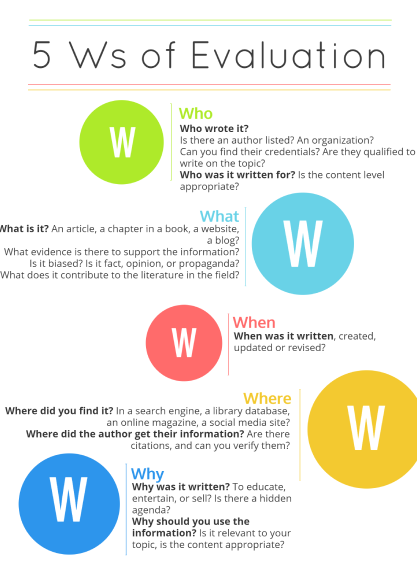 5 Ws of Evaluation
W
Who
Who wrote it?
Is there an author listed? An organization?
Can you find their credentials? Are they qualified to
write on the topic?
Who was it written for? Is the content level
appropriate?
What
What is it? An article, a chapter in a book, a website,
a blog?
What evidence is there to support the information?
Is it biased? Is it fact, opinion, or propaganda?
What does it contribute to the literature in the field?
W
W
When
When was it written, created,
updated or revised?
Where
Where did you find it? In a search engine, a library database,
an online magazine, a social media site?
Where did the author get their information? Are there
citations, and can you verify them?
W
W
Why
Why was it written? To educate,
entertain, or sell? Is there a hidden
agenda?
Why should you use the
information? Is it relevant to your
topic, is the content appropriate?